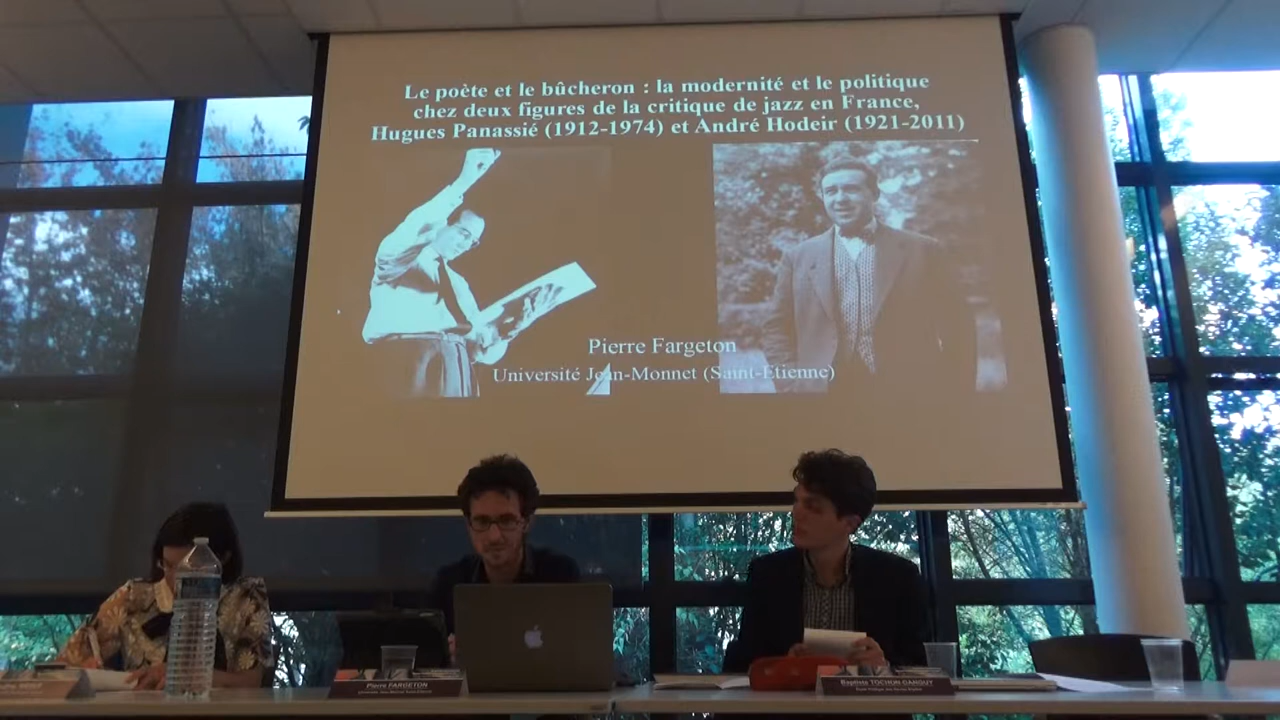 Le poète et le bûcheron : la modernité et le politique
chez deux figures de la critique de jazz en France,
Hugues Panassié (1912-1974) et André Hodeir (1921-2011)
Pierre Fargeton
Université Jean-Monnet (Saint-Etienne)
Pierre FARGETON
Baptiste TOCHON-DANGUY